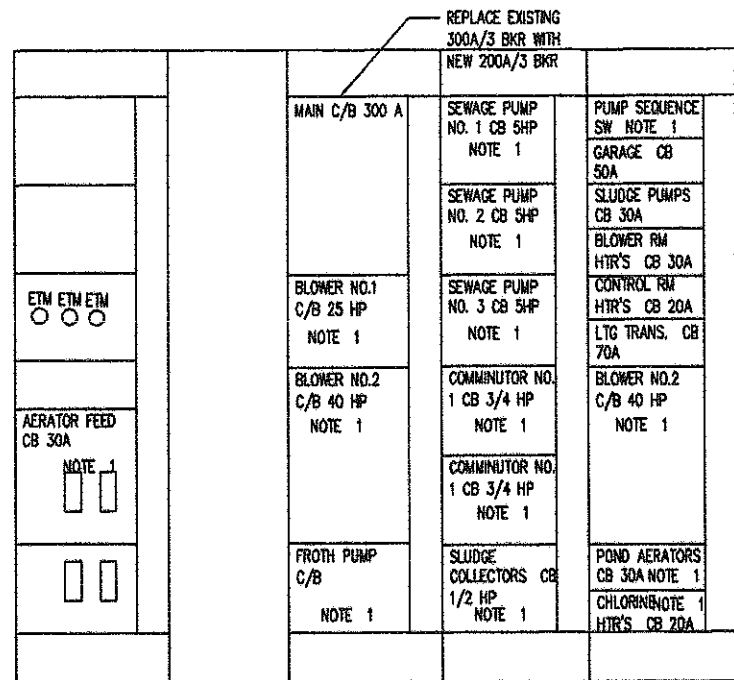 REPLACE EXISTING
300A/3 BKR WITH
NEW 200A/3 BKR
ETM ETM ETM
AERATOR FEED
CB 30A
NOTE 1
MAIN C/B 300 A
BLOWER NO.1
C/B 25 HP
NOTE 1
BLOWER NO.2
C/B 40 HP
NOTE 1
FROTH PUMP
C/B
NOTE 1
SEWAGE PUMP
NO. 1 CB 5HP
NOTE 1
SEWAGE PUMP
NO. 2 CB 5HP
NOTE 1
SEWAGE PUMP
NO. 3 CB 5HP
NOTE 1
COMMINUTOR NO.
1 CB 3/4 HP
NOTE 1
COMMINUTOR NO.
1 CB 3/4 HP
NOTE 1
SLUDGE
COLLECTORS CB
1/2 HP
NOTE 1
PUMP SEQUENCE
SW NOTE 1
GARAGE CB
50A
SLUDGE PUMPS
CB 30A
BLOWER RM
HTR'S CB 30A
CONTROL RM
HTR'S CB 20A
LTG TRANS. CB
70A
BLOWER NO.2
C/B 40 HP
NOTE 1
POND AERATORS
CB 30A NOTE 1
CHLORINE NOTE 1
HTR'S CB 20A